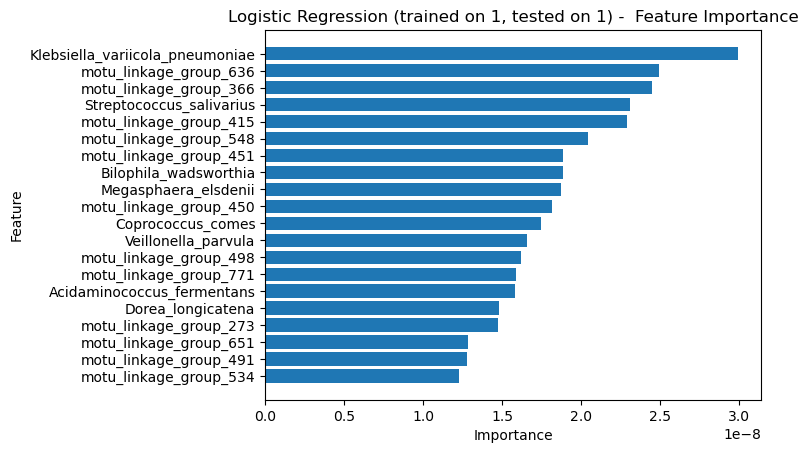 Logistic Regression (trained on 1, tested on 1) -  Feature Importance
Feature
Klebsiella_variicola_pneumoniae
motu_linkage_group_636
motu_linkage_group_366
Streptococcus_salivarius
motu_linkage_group_415
motu_linkage_group_548
motu_linkage_group_451
Bilophila_wadsworthia
Megasphaera_elsdenii
motu_linkage_group_450
Coprococcus_comes
Veillonella_parvula
motu_linkage_group_498
motu_linkage_group_771
Acidaminococcus_fermentans
Dorea_longicatena
motu_linkage_group_273
motu_linkage_group_651
motu_linkage_group_491
motu_linkage_group_534
0.0 0.5 1.0 1.5 2.0 2.5 3.0
1e−8
Importance